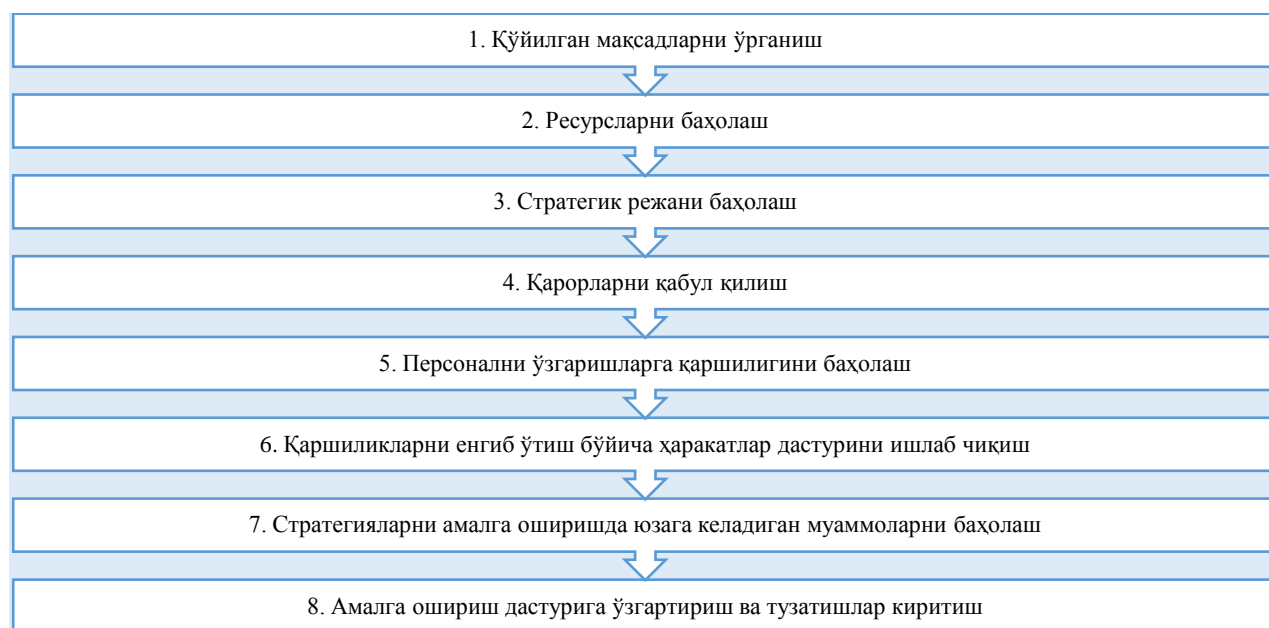 1. Қўйилган мақсадларни ўрганиш
2. Ресурсларни баҳолаш
3. Стратегик режани баҳолаш
4. Қарорларни қабул қилиш
5. Персонални ўзгаришларга қаршилигини баҳолаш
6. Қаршиликларни енгиб ўтиш бўйича ҳаракатлар дастурини ишлаб чиқиш
7. Стратегияларни амалга оширишда юзага келадиган муаммоларни баҳолаш
8. Амалга ошириш дастурига ўзгартириш ва тузатишлар киритиш